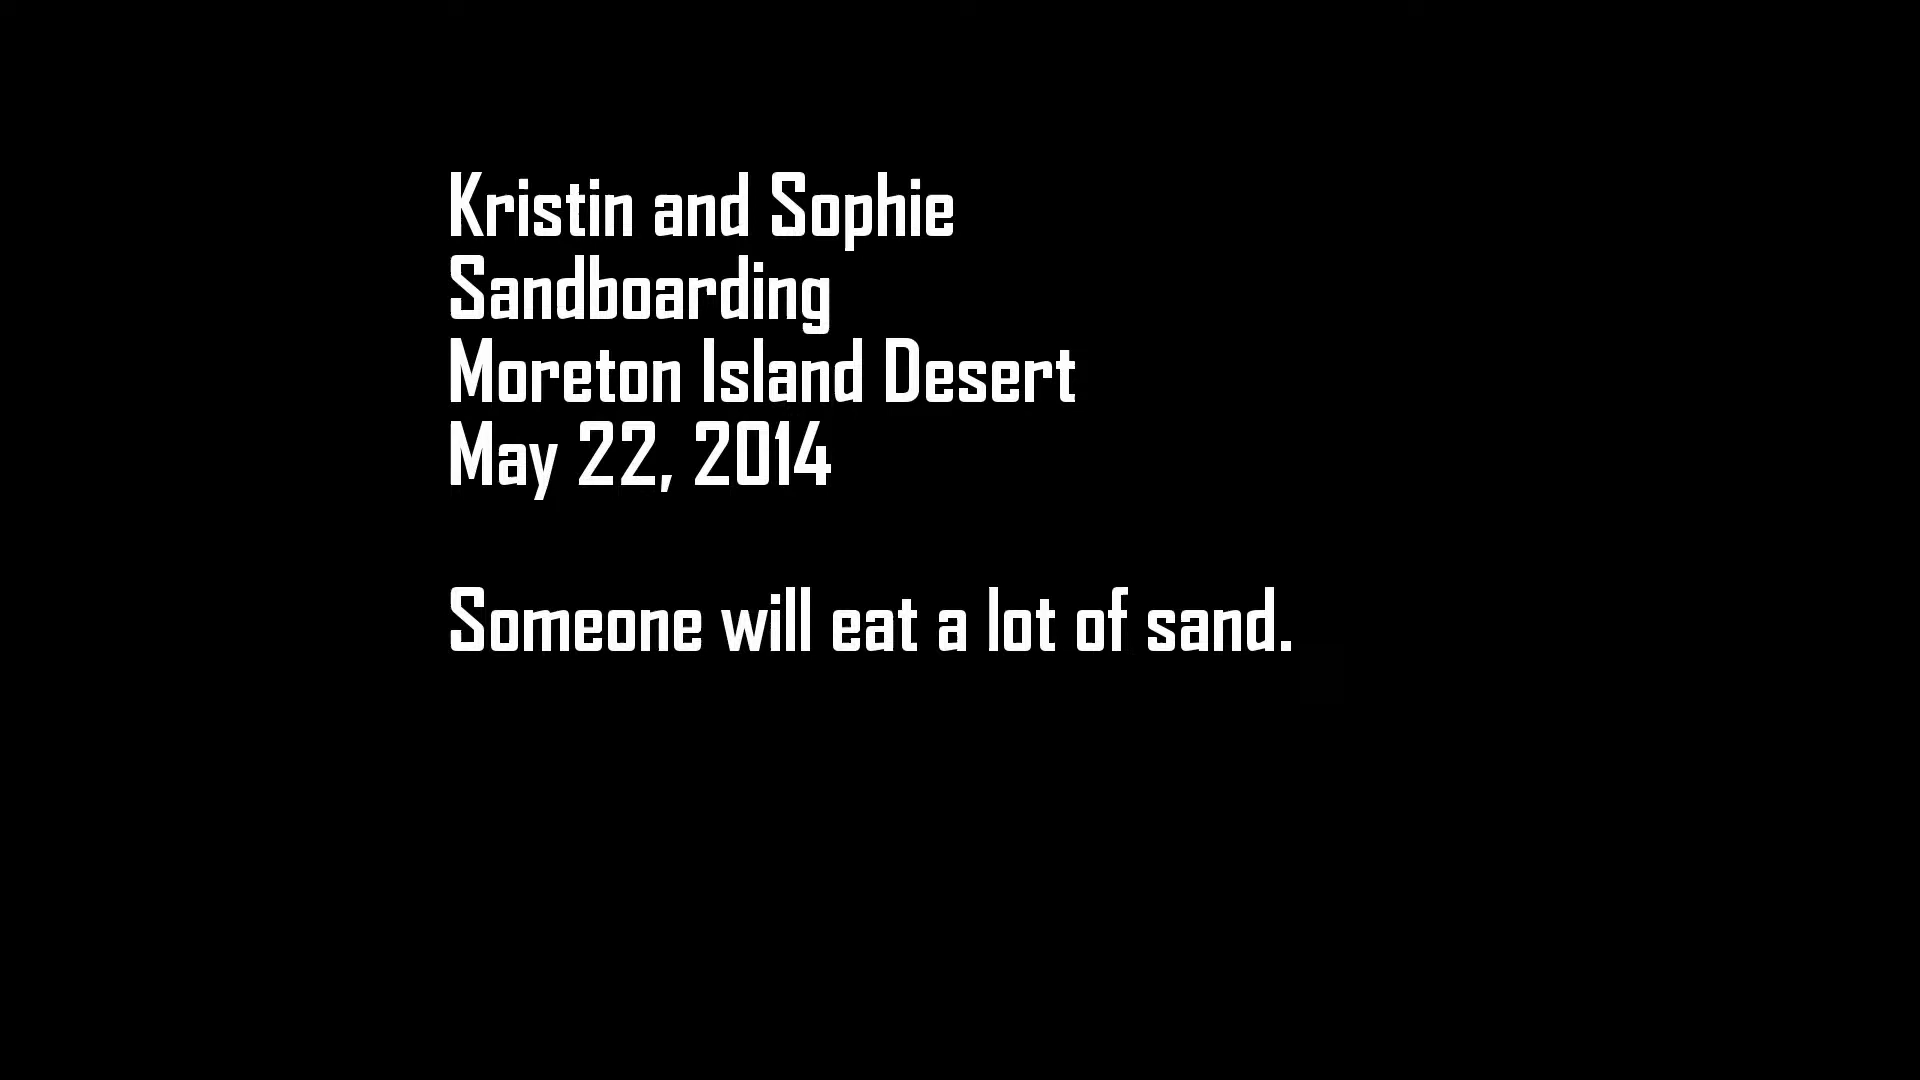 Kristin and Sophie
Sandboarding
Moreton Island Desert
May 22, 2014
Someone will eat a lot of sand.